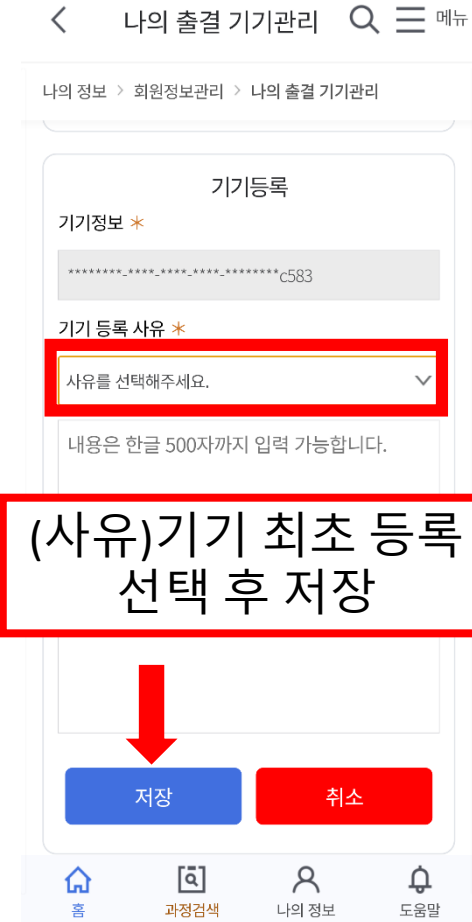 나의 출결 기기관리 메뉴
나의 정보 > 회원정보관리 > 나의 출결 기기관리
기기등록
기기정보 *
********-****-****-****-********c583
기기 등록 사유 *
사유를 선택해주세요.
내용은 한글 500자까지 입력 가능합니다.
(사유)기기 최초 등록
선택 후 저장
저장 취소
홈 과정검색 나의 정보 도움말